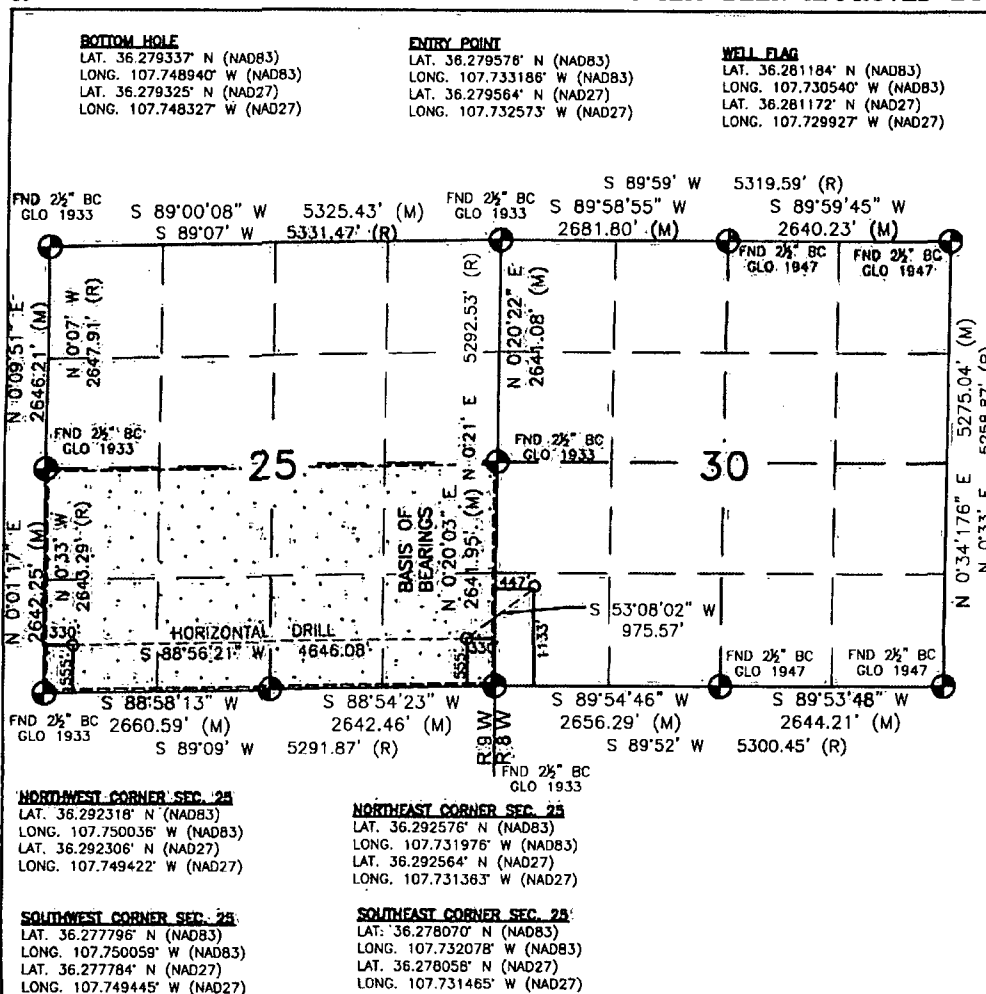 BOTTOM HOLE
LAT. 36.279337° N (NAD83)
LONG. 107.748940° W (NAD83)
LAT. 36.279325° N (NAD27)
LONG. 107.748327° W (NAD27)
ENTRY POINT
LAT. 36.279576° N (NAD83)
LONG. 107.733186° W (NAD83)
LAT. 36.279564° N (NAD27)
LONG. 107.732573° W (NAD27)
WELL FLAG
LAT. 36.281184° N (NAD83)
LONG. 107.730540° W (NAD83)
LAT. 36.281172° N (NAD27)
LONG. 107.729927° W (NAD27)
FND 2½" BC
GLO 1933
S 89°00'08" W 5325.43' (M)
S 89°07' W 5331.47' (R)
FND 2½" BC
GLO 1933
S 89°59' W 5319.59' (R)
S 89°58'55" W
2681.80' (M)
S 89°59'45" W
2640.23' (M)
FND 2½" BC
GLO 1947
FND 2½" BC
GLO 1947
N 0°09'51" E
2646.21' (M)
N 0°07' W
2647.91' (R)
N 0°21' E 5292.53' (R)
N 0°20'22" E
2641.08' (M)
N 0°34'176" E 5275.04' (M)
N 0°33' E
FND 2½" BC
GLO 1933
25
FND 2½" BC
GLO 1933
30
N 0°01'17" E
2642.25' (M)
N 0°33' W
2643.29' (R)
BASIS OF
BEARINGS
N 0°20'03" E
2641.95' (M)
447'
1133'
S 53°08'02" W
975.57'
330'
555'
HORIZONTAL DRILL
S 88°56'21" W 4646.08'
330'
555'
FND 2½" BC
GLO 1933
S 88°58'13" W
2660.59' (M)
S 88°54'23" W
2642.46' (M)
S 89°09' W 5291.87' (R)
R 9 W
R 8 W
FND 2½" BC
GLO 1933
FND 2½" BC
GLO 1947
FND 2½" BC
GLO 1947
S 89°54'46" W
2656.29' (M)
S 89°53'48" W
2644.21' (M)
S 89°52' W 5300.45' (R)
NORTHWEST CORNER SEC. 25
LAT. 36.292318° N (NAD83)
LONG. 107.750036° W (NAD83)
LAT. 36.292306° N (NAD27)
LONG. 107.749422° W (NAD27)
NORTHEAST CORNER SEC. 25
LAT. 36.292576° N (NAD83)
LONG. 107.731976° W (NAD83)
LAT. 36.292564° N (NAD27)
LONG. 107.731363° W (NAD27)
SOUTHWEST CORNER SEC. 25
LAT. 36.277796° N (NAD83)
LONG. 107.750059° W (NAD83)
LAT. 36.277784° N (NAD27)
LONG. 107.749445° W (NAD27)
SOUTHEAST CORNER SEC. 25
LAT. 36.278070° N (NAD83)
LONG. 107.732078° W (NAD83)
LAT. 36.278058° N (NAD27)
LONG. 107.731465° W (NAD27)